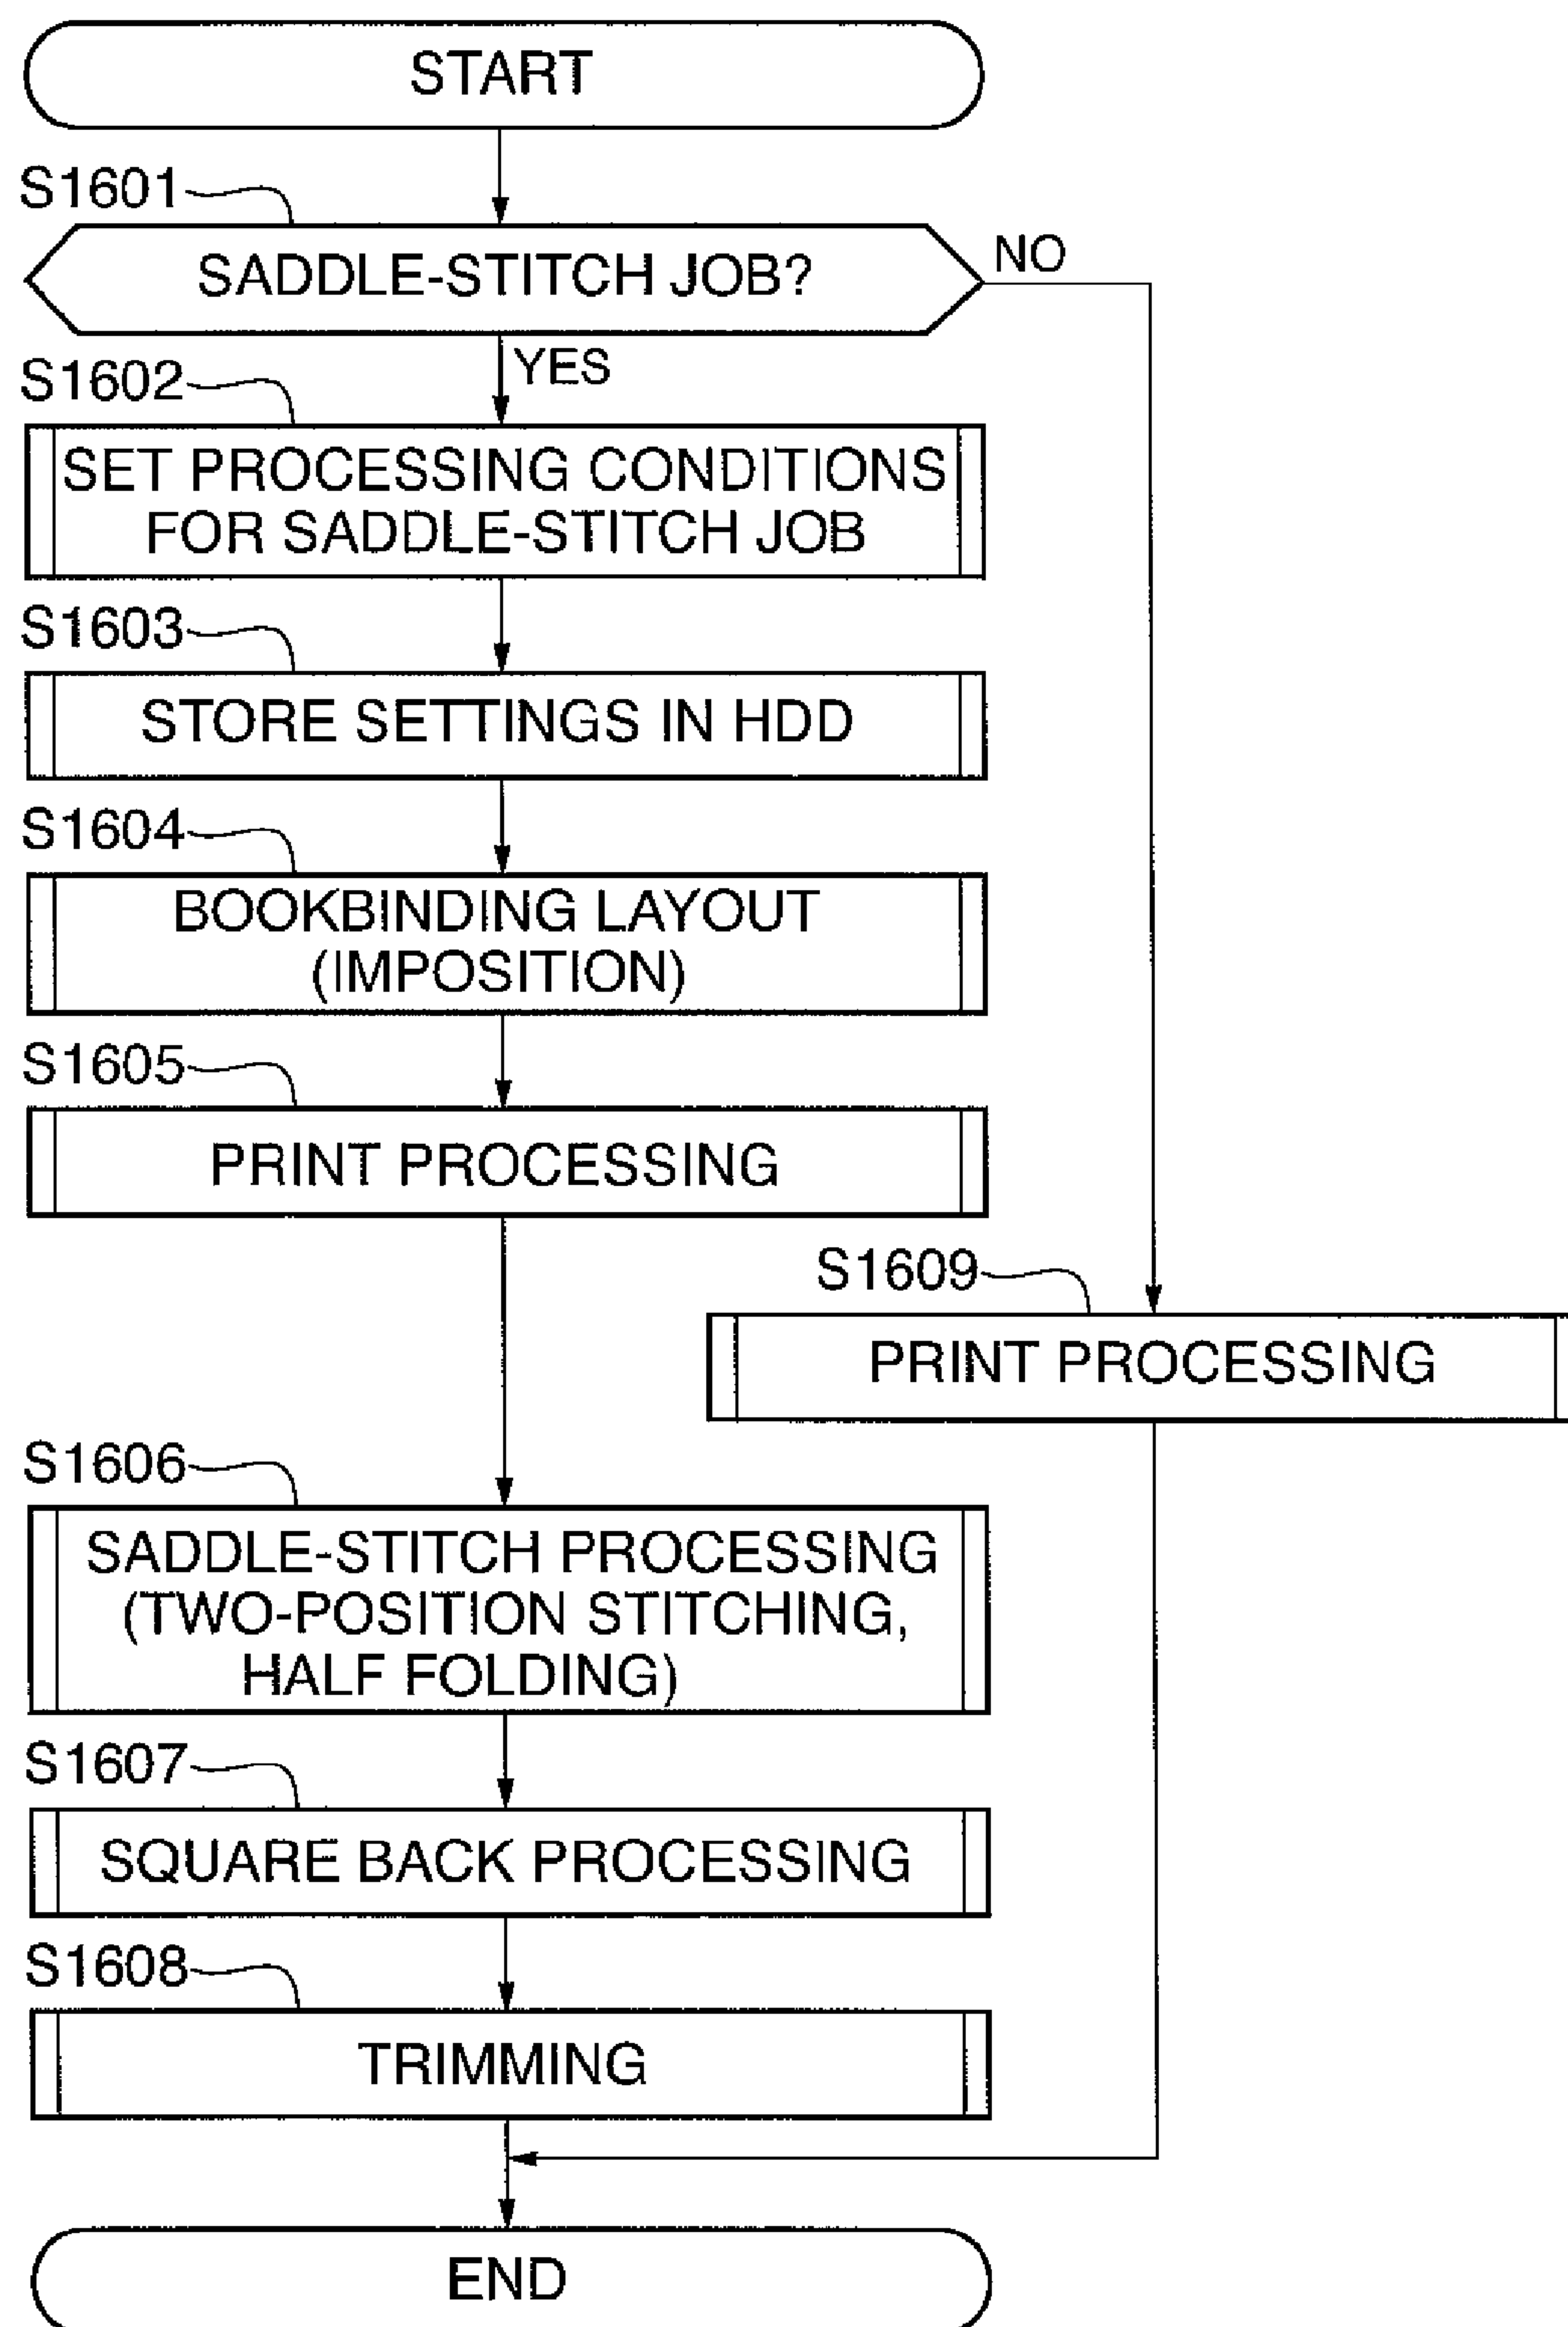 START
S1601
SADDLE-STITCH JOB?
NO
YES
S1602
SET PROCESSING CONDITIONS
FOR SADDLE-STITCH JOB
S1603
STORE SETTINGS IN HDD
S1604
BOOKBINDING LAYOUT
(IMPOSITION)
S1605
PRINT PROCESSING
S1609
PRINT PROCESSING
S1606
SADDLE-STITCH PROCESSING
(TWO-POSITION STITCHING,
HALF FOLDING)
S1607
SQUARE BACK PROCESSING
S1608
TRIMMING
END